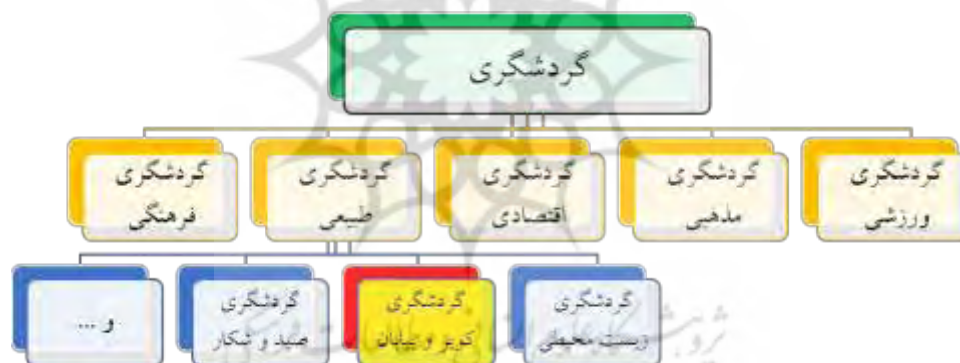 گردشگری
گردشگری
ورزشی
گردشگری
مذهبی
گردشگری
اقتصادی
گردشگری
طبیعی
گردشگری
فرهنگی
گردشگری
زیست محیطی
گردشگری
کویر و بیابان
گردشگری
صید و شکار
و ...